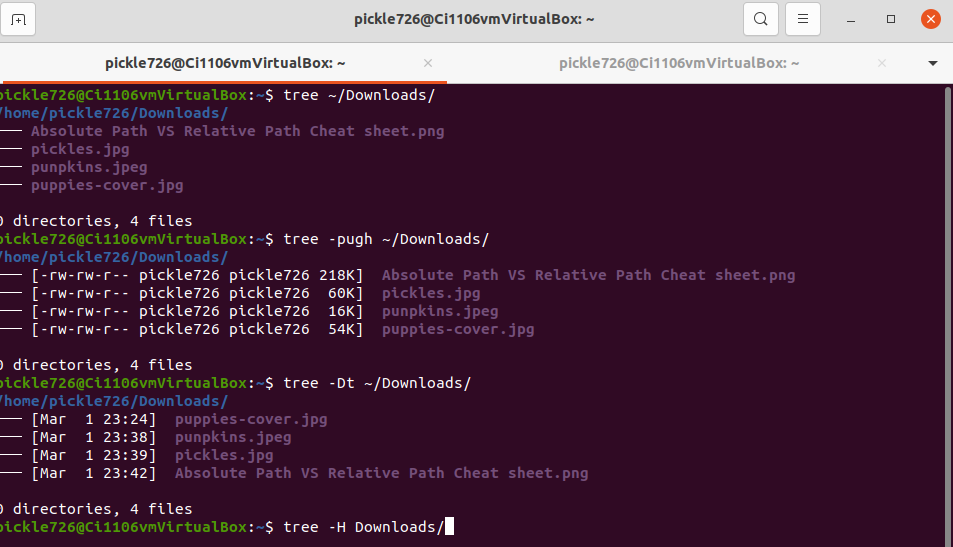 pickle726@Ci1106vmVirtualBox: ~
pickle726@Ci1106vmVirtualBox: ~
pickle726@Ci1106vmVirtualBox: ~
pickle726@Ci1106vmVirtualBox:~$ tree ~/Downloads/
/home/pickle726/Downloads/
── Absolute Path VS Relative Path Cheat sheet.png
── pickles.jpg
── punpkins.jpeg
── puppies-cover.jpg
0 directories, 4 files
pickle726@Ci1106vmVirtualBox:~$ tree -pugh ~/Downloads/
/home/pickle726/Downloads/
── [-rw-rw-r-- pickle726 pickle726 218K]  Absolute Path VS Relative Path Cheat sheet.png
── [-rw-rw-r-- pickle726 pickle726  60K]  pickles.jpg
── [-rw-rw-r-- pickle726 pickle726  16K]  punpkins.jpeg
── [-rw-rw-r-- pickle726 pickle726  54K]  puppies-cover.jpg
0 directories, 4 files
pickle726@Ci1106vmVirtualBox:~$ tree -Dt ~/Downloads/
/home/pickle726/Downloads/
── [Mar  1 23:24]  puppies-cover.jpg
── [Mar  1 23:38]  punpkins.jpeg
── [Mar  1 23:39]  pickles.jpg
── [Mar  1 23:42]  Absolute Path VS Relative Path Cheat sheet.png
0 directories, 4 files
pickle726@Ci1106vmVirtualBox:~$ tree -H Downloads/